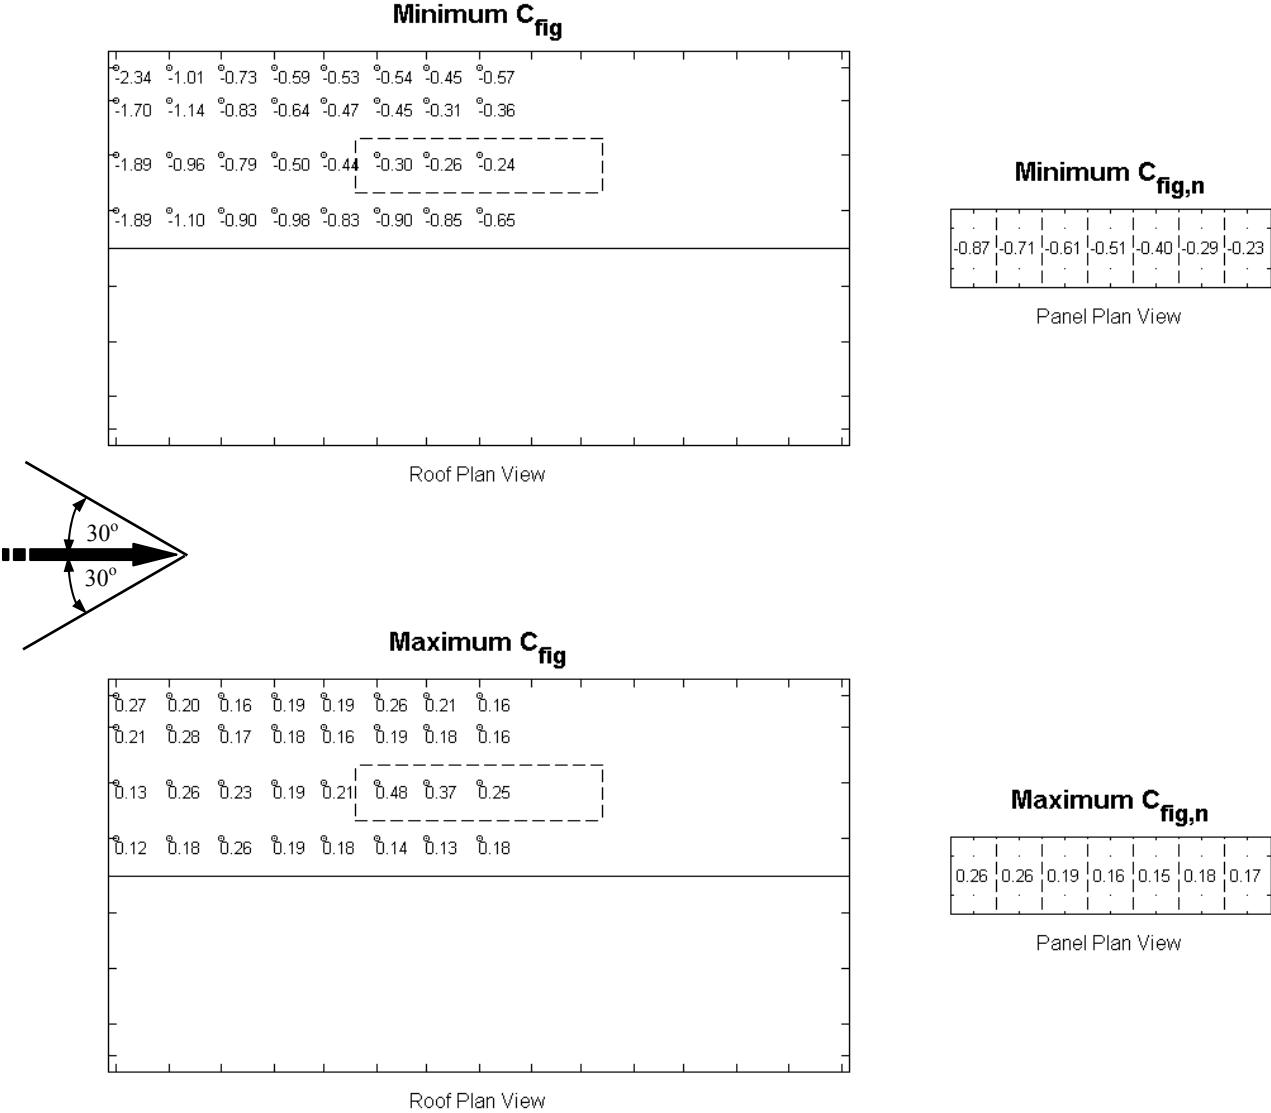 Minimum Cfig
-2.34 -1.01 -0.73 -0.59 -0.53 -0.54 -0.45 -0.57
-1.70 -1.14 -0.83 -0.64 -0.47 -0.45 -0.31 -0.36
-1.89 -0.96 -0.79 -0.50 -0.44 -0.30 -0.26 -0.24
-1.89 -1.10 -0.90 -0.98 -0.83 -0.90 -0.85 -0.65
Roof Plan View
Minimum Cfig,n
-0.87 -0.71 -0.61 -0.51 -0.40 -0.29 -0.23
Panel Plan View
30º
30º
Maximum Cfig
0.27 0.20 0.16 0.19 0.19 0.26 0.21 0.16
0.21 0.28 0.17 0.18 0.16 0.19 0.18 0.16
0.13 0.26 0.23 0.19 0.21 0.48 0.37 0.25
0.12 0.18 0.26 0.19 0.18 0.14 0.13 0.18
Roof Plan View
Maximum Cfig,n
0.26 0.26 0.19 0.16 0.15 0.18 0.17
Panel Plan View